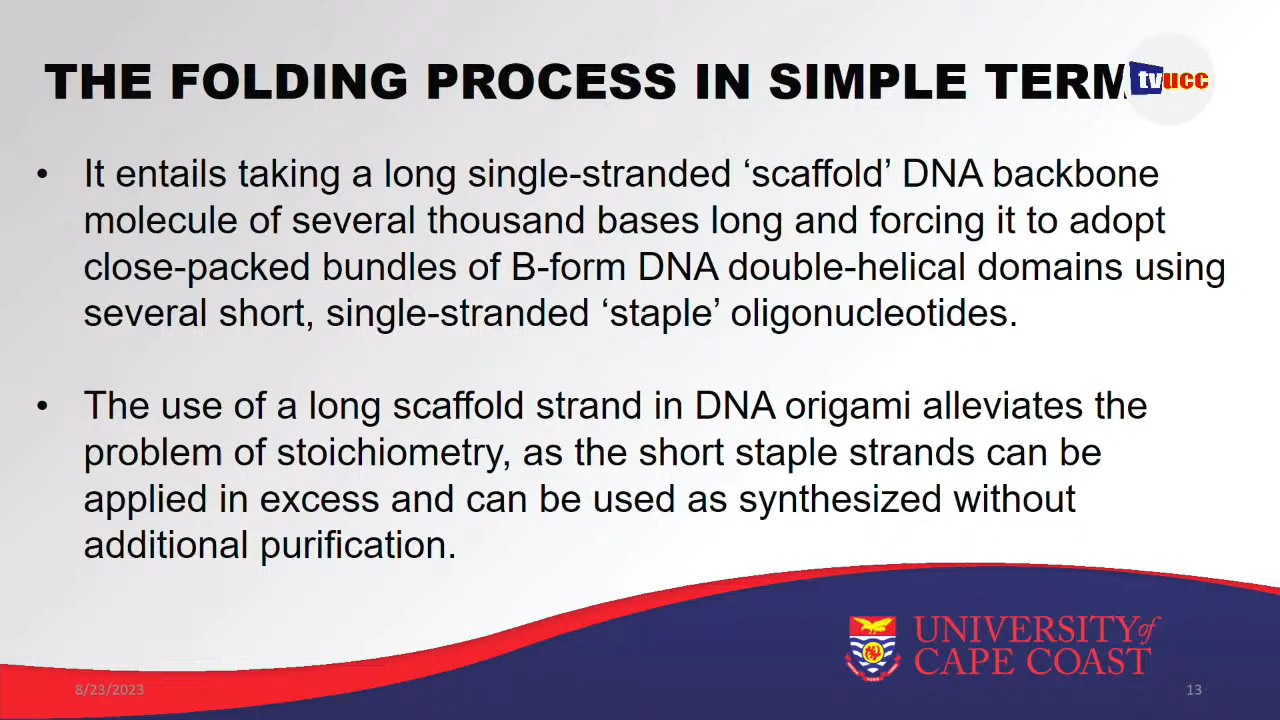 THE FOLDING PROCESS IN SIMPLE TERM
tvucc
• It entails taking a long single-stranded ‘scaffold’ DNA backbone
molecule of several thousand bases long and forcing it to adopt
close-packed bundles of B-form DNA double-helical domains using
several short, single-stranded ‘staple’ oligonucleotides.
• The use of a long scaffold strand in DNA origami alleviates the
problem of stoichiometry, as the short staple strands can be
applied in excess and can be used as synthesized without
additional purification.
UNIVERSITY of
CAPE COAST
8/23/2023
13